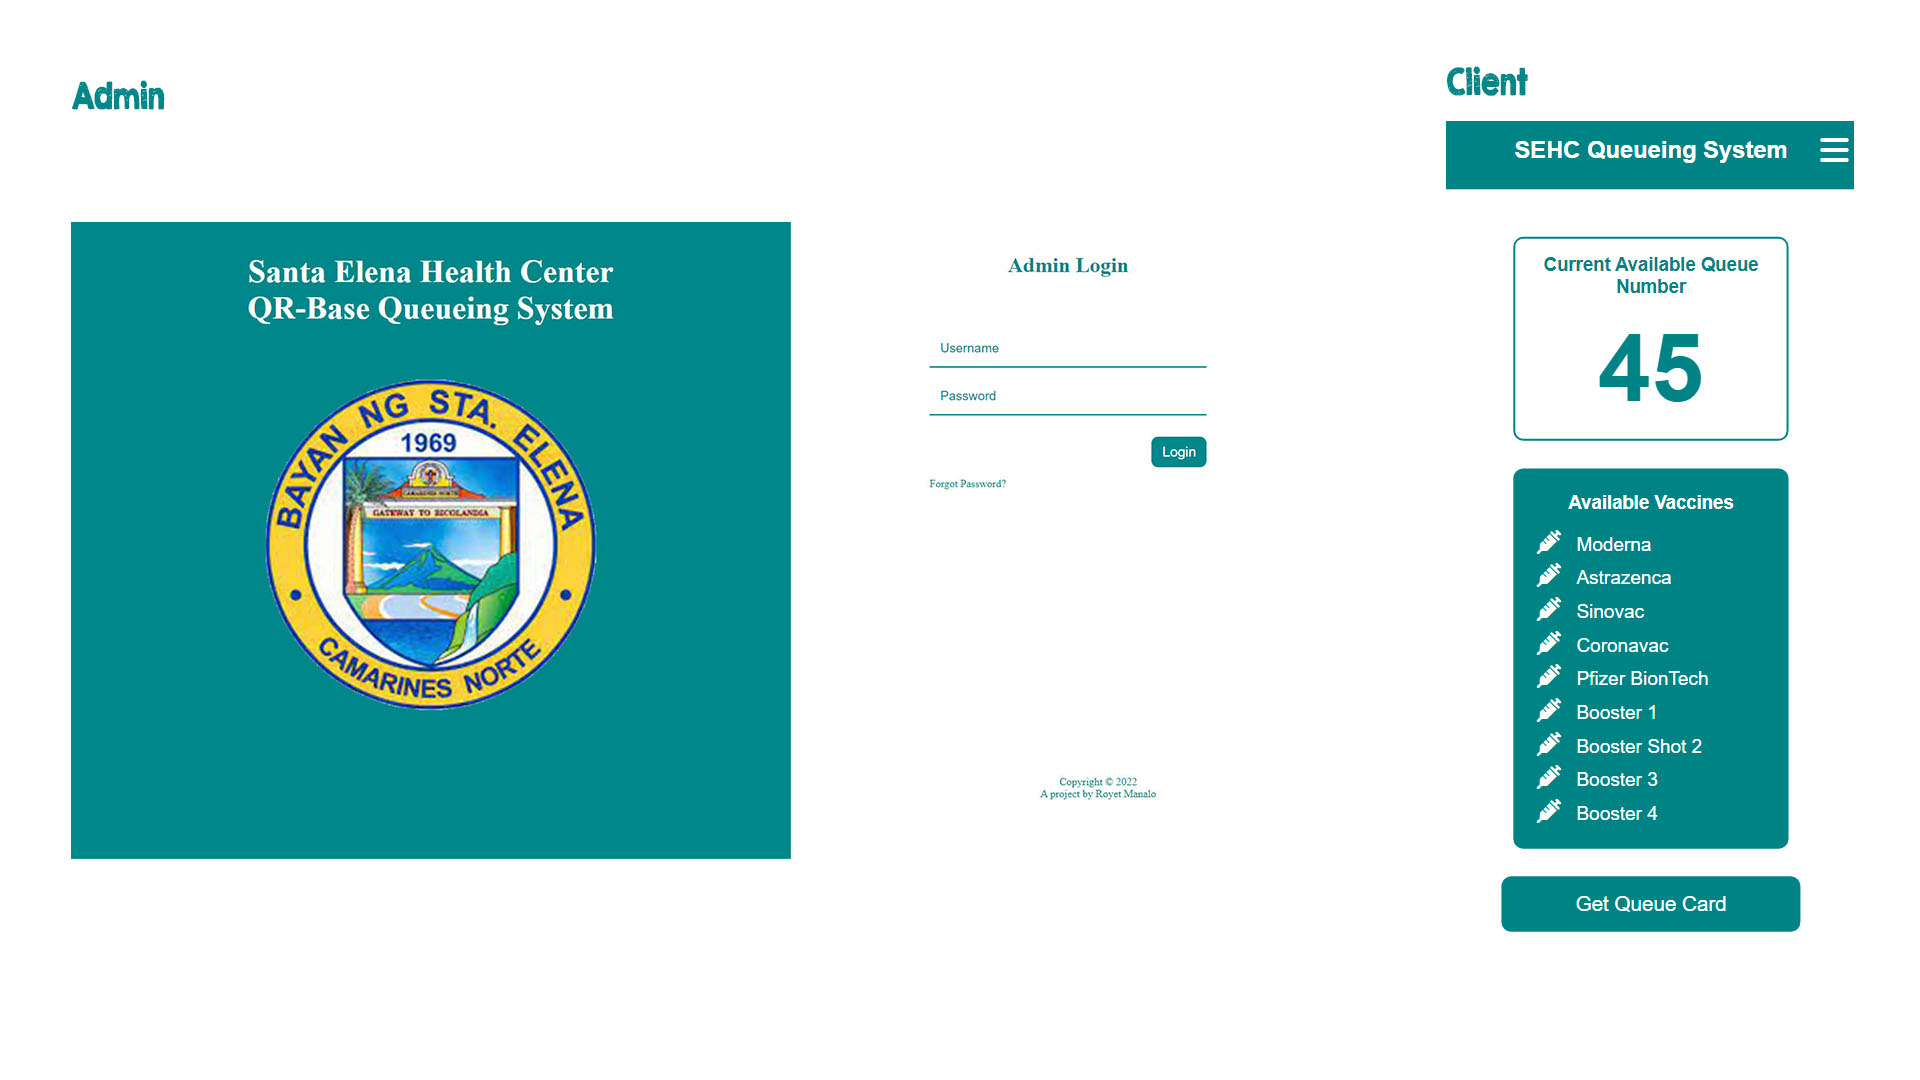 Admin
Santa Elena Health Center
QR-Base Queueing System
BAYAN NG STA. ELENA
1969
CAMARINES NORTE
GATEWAY TO BICOLANDIA
CAMARINES NORTE
Admin Login
Username
Password
Login
Forgot Password?
Copyright © 2022
A project by Royet Manalo
Client
SEHC Queueing System
Current Available Queue
Number
45
Available Vaccines
Moderna
Astrazenca
Sinovac
Coronavac
Pfizer BionTech
Booster 1
Booster Shot 2
Booster 3
Booster 4
Get Queue Card